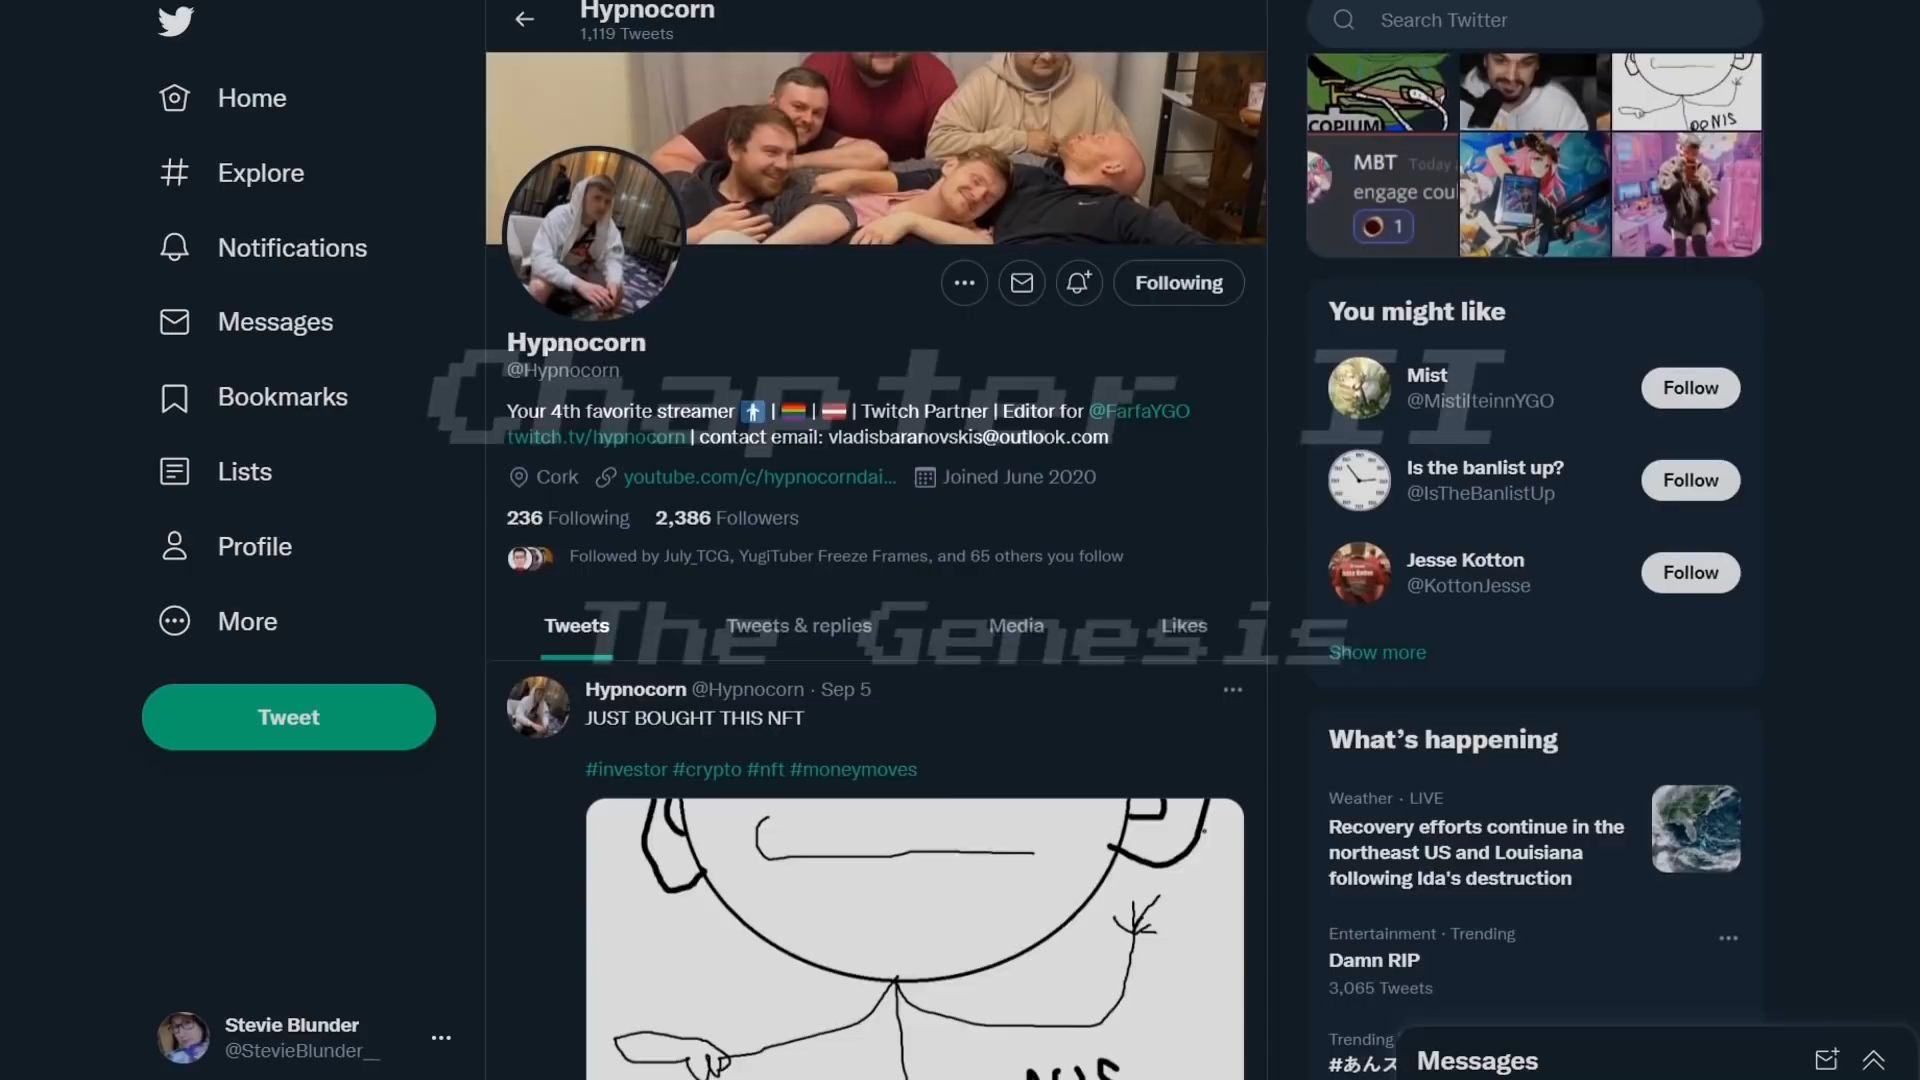 Home
Explore
Notifications
Messages
Bookmarks
Lists
Profile
More
Tweet
Stevie Blunder
@StevieBlunder__
Hypnocorn
1,119 Tweets
Following
Hypnocorn
@Hypnocorn
Chapter II
Your 4th favorite streamer | | | Twitch Partner | Editor for @FarfaYGO
twitch.tv/hypnocorn | contact email: vladisbaranovskis@outlook.com
Cork youtube.com/c/hypnocorndai... Joined June 2020
236 Following 2,386 Followers
Followed by July_TCG, YugiTuber Freeze Frames, and 65 others you follow
The Genesis
Tweets Tweets & replies Media Likes
Hypnocorn @Hypnocorn · Sep 5
JUST BOUGHT THIS NFT
#investor #crypto #nft #moneymoves
Search Twitter
COPIUM
MBT Today
engage cou
1
You might like
Mist
@MistilteinnYGO
Follow
Is the banlist up?
@IsTheBanlistUp
Follow
Jesse Kotton
@KottonJesse
Follow
Show more
What's happening
Weather · LIVE
Recovery efforts continue in the
northeast US and Louisiana
following Ida's destruction
Entertainment · Trending
Damn RIP
3,065 Tweets
Trending
#あんス
Messages